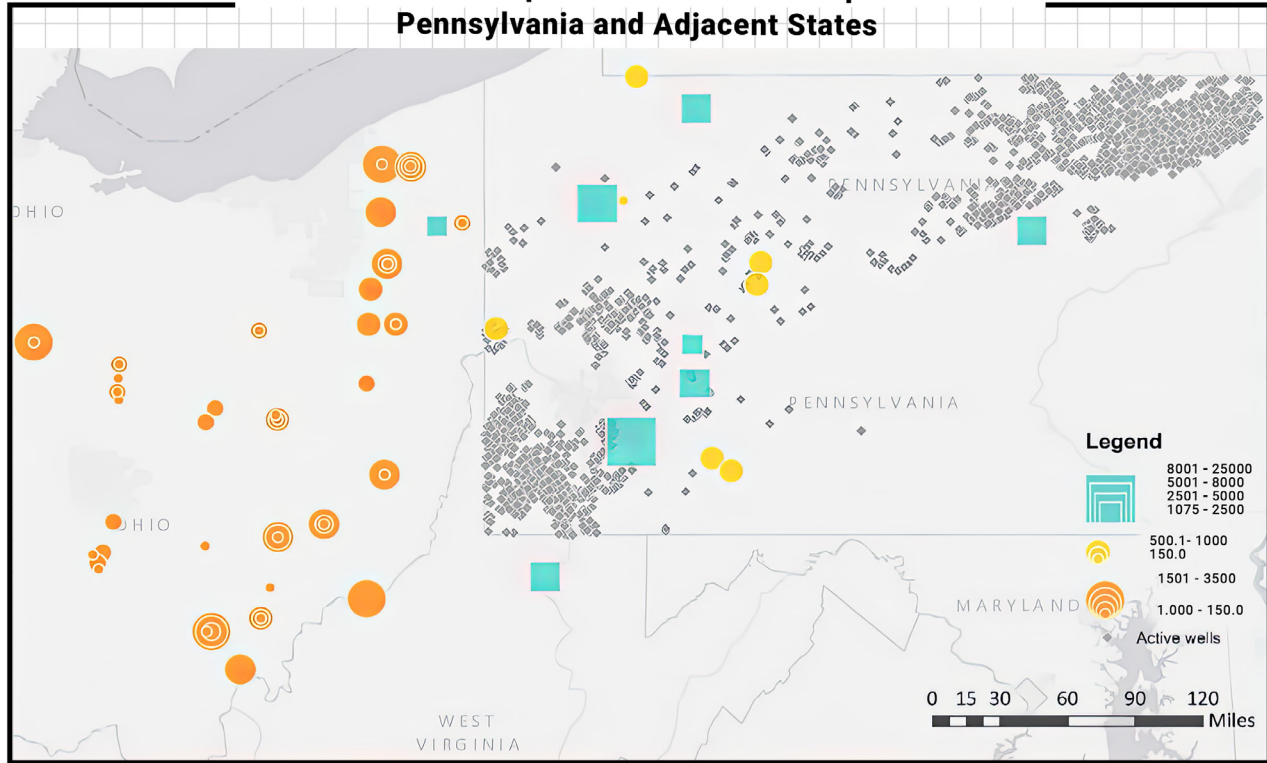 Pennsylvania and Adjacent States
PENNSYLVANIA
OHIO
PENNSYLVANIA
OHIO
Legend
8001 - 25000
5001 - 8000
2501 - 5000
1075 - 2500
500.1- 1000
150.0
1501 - 3500
1.000 - 150.0
MARYLAND
Active wells
0 15 30 60 90 120
Miles
WEST
VIRGINIA